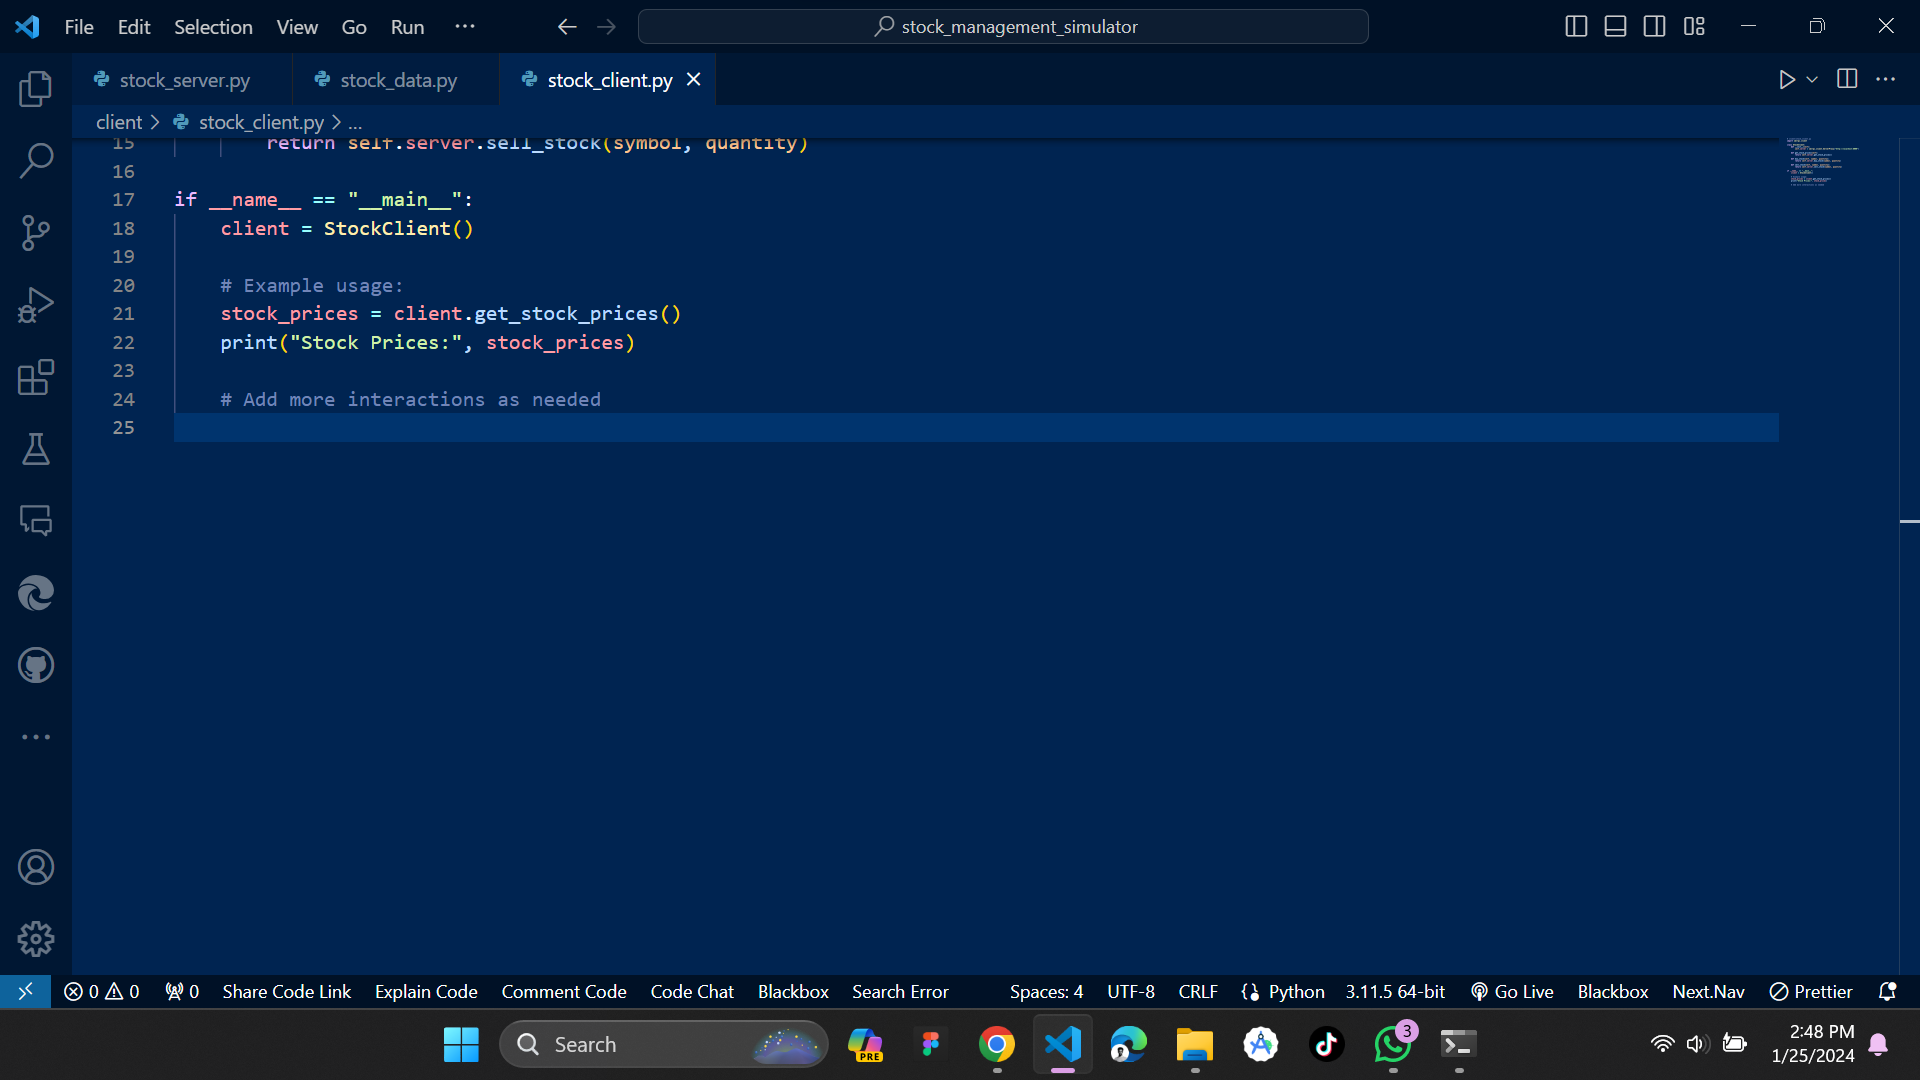 File Edit Selection View Go Run ...
stock_management_simulator
stock_server.py stock_data.py stock_client.py
client > stock_client.py > ...
15 return self.server.sell_stock(symbol, quantity)
16
17 if __name__ == "__main__":
18 client = StockClient()
19
20 # Example usage:
21 stock_prices = client.get_stock_prices()
22 print("Stock Prices:", stock_prices)
23
24 # Add more interactions as needed
25
0 0 0 Share Code Link Explain Code Comment Code Code Chat Blackbox Search Error Spaces: 4 UTF-8 CRLF Python 3.11.5 64-bit Go Live Blackbox Next.Nav Prettier
Search
PRE
3
2:48 PM
1/25/2024